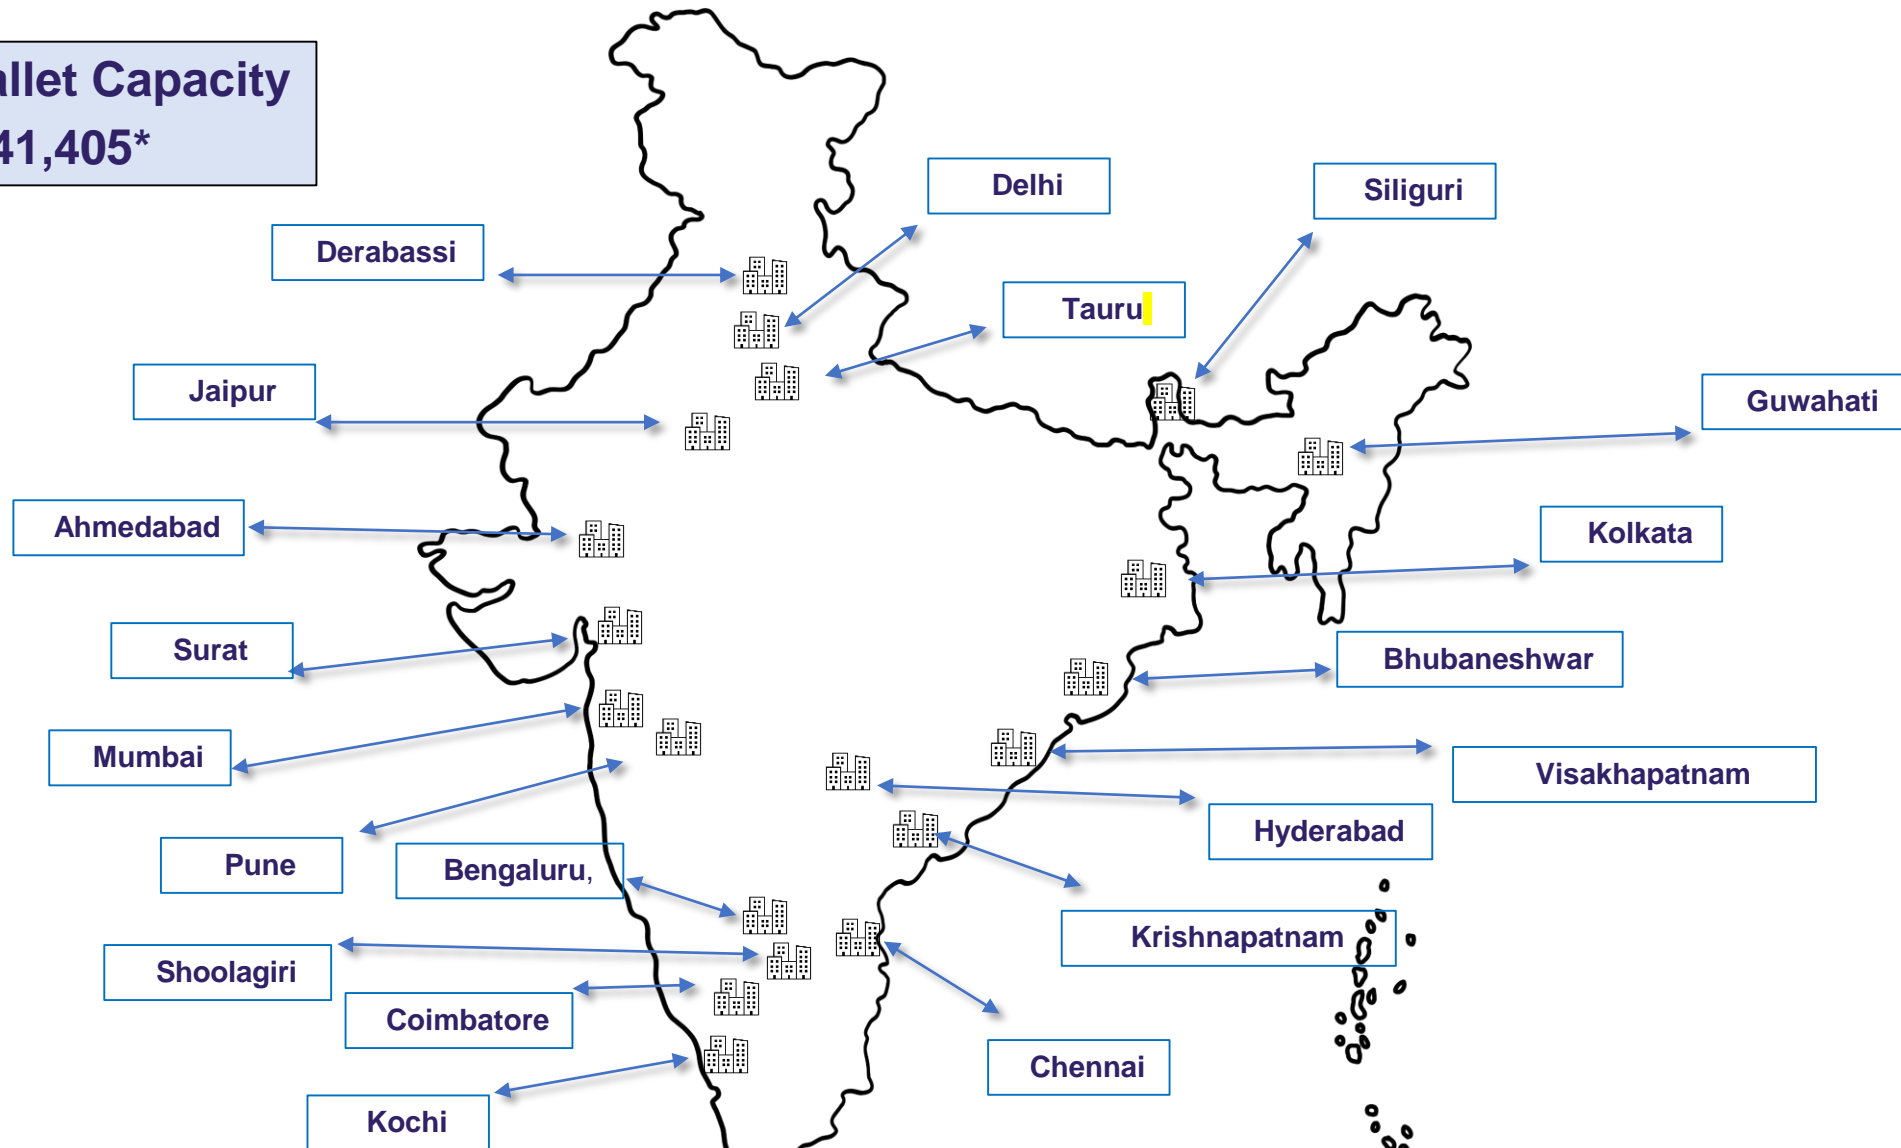 allet Capacity
41,405*
Delhi
Siliguri
Derabassi
Tauru
Jaipur
Guwahati
Ahmedabad
Kolkata
Surat
Bhubaneshwar
Mumbai
Visakhapatnam
Hyderabad
Pune
Bengaluru,
Krishnapatnam
Shoolagiri
Coimbatore
Chennai
Kochi